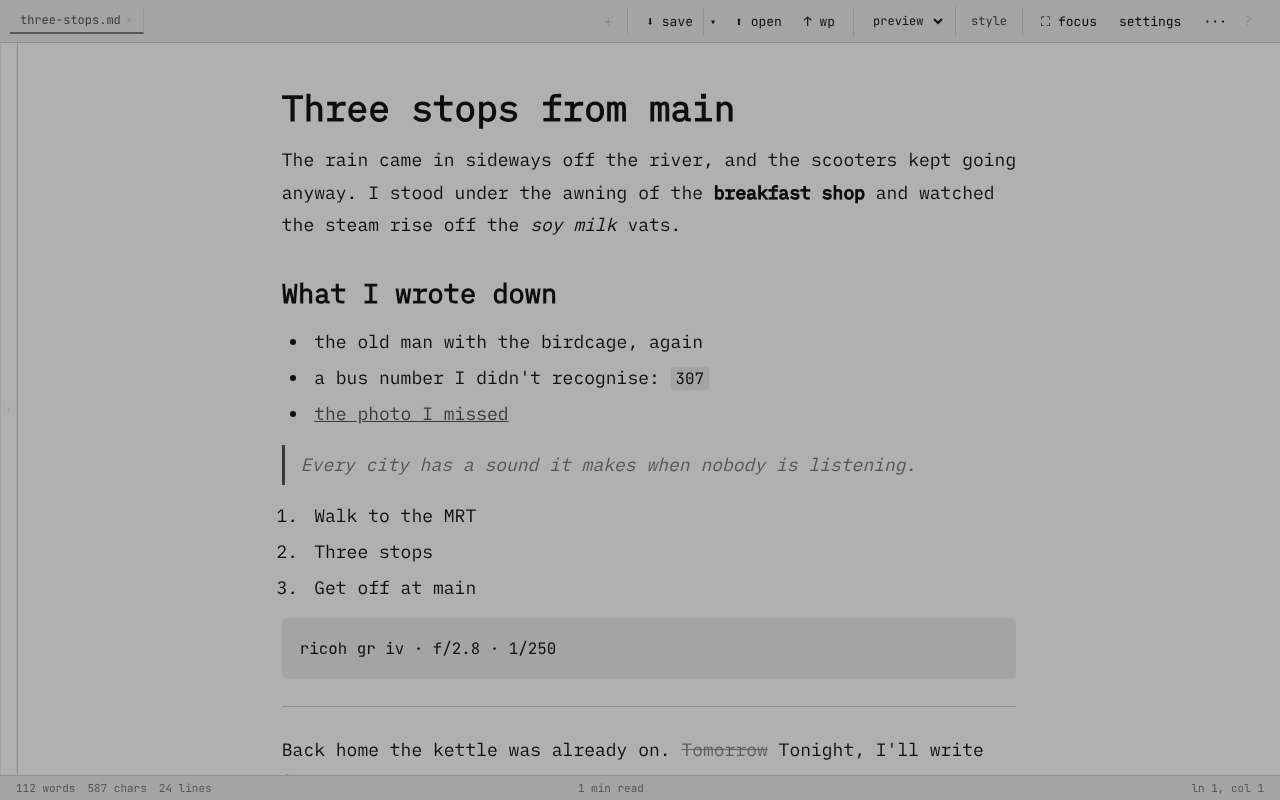 three-stops.md ×
+
⬇ save ▾
⬆ open
↑ wp
preview
style
⛶ focus
settings
···
?
Three stops from main
The rain came in sideways off the river, and the scooters kept going
anyway. I stood under the awning of the breakfast shop and watched
the steam rise off the soy milk vats.
What I wrote down
• the old man with the birdcage, again
• a bus number I didn't recognise: 307
• the photo I missed
Every city has a sound it makes when nobody is listening.
1. Walk to the MRT
2. Three stops
3. Get off at main
ricoh gr iv · f/2.8 · 1/250
Back home the kettle was already on. Tomorrow Tonight, I'll write
112 words 587 chars 24 lines
1 min read
ln 1, col 1